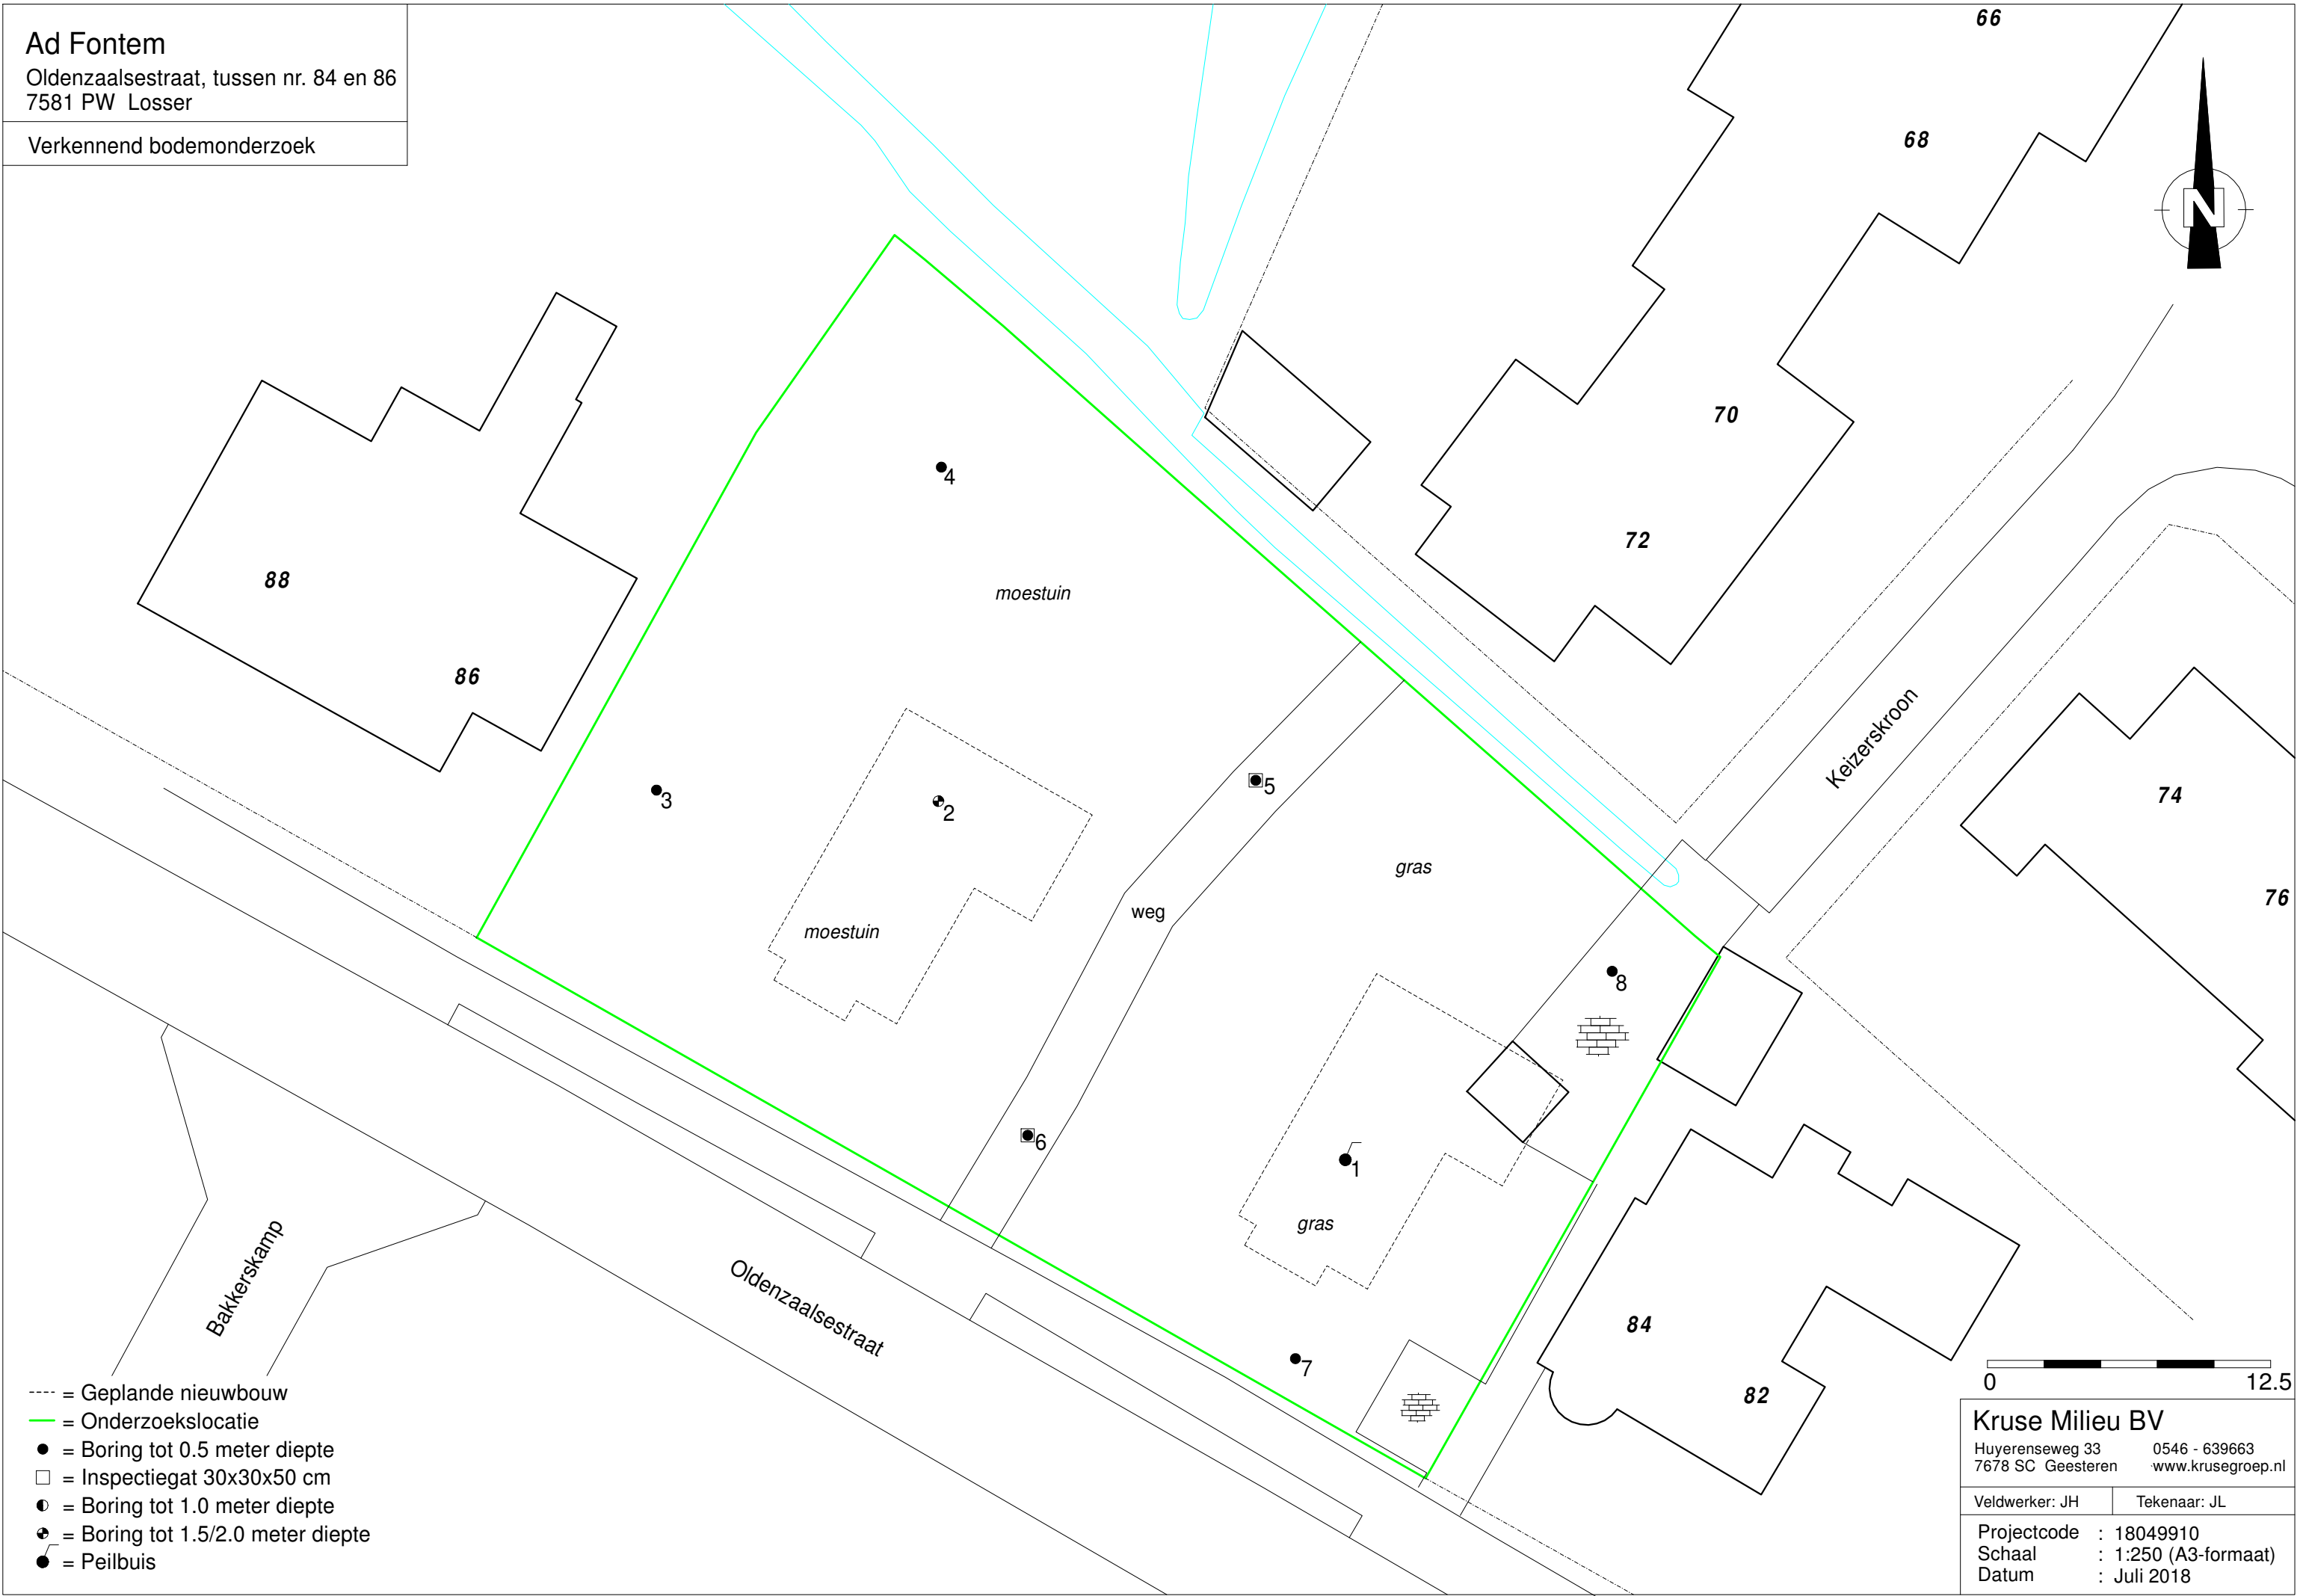 Ad Fontem
Oldenzaalsestraat, tussen nr. 84 en 86
7581 PW Losser
Verkennend bodemonderzoek
66
68
N
70
72
4
moestuin
88
86
3
2
5
Keizerskroon
74
76
gras
weg
moestuin
8
6
1
gras
Bakkerskamp
Oldenzaalsestraat
84
7
82
0 12.5
---- = Geplande nieuwbouw
= Onderzoekslocatie
= Boring tot 0.5 meter diepte
= Inspectiegat 30x30x50 cm
= Boring tot 1.0 meter diepte
= Boring tot 1.5/2.0 meter diepte
= Peilbuis
Kruse Milieu BV
Huyerenseweg 33 0546 - 639663
7678 SC Geesteren www.krusegroep.nl
Veldwerker: JH Tekenaar: JL
Projectcode : 18049910
Schaal : 1:250 (A3-formaat)
Datum : Juli 2018